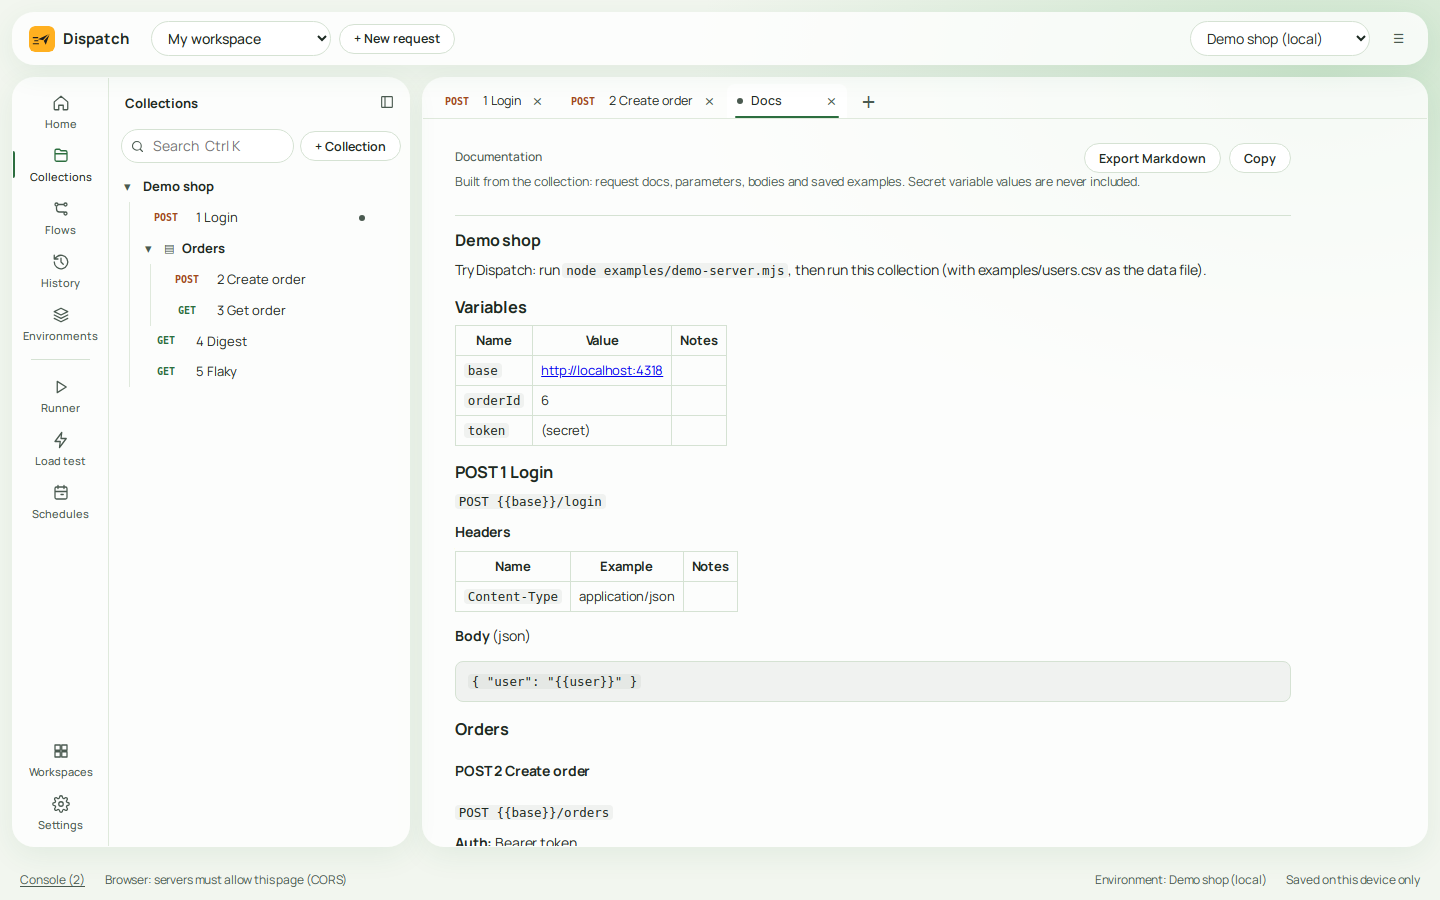 Dispatch
My workspace
+ New request
Demo shop (local)
Home
Collections
Flows
History
Environments
Runner
Load test
Schedules
Workspaces
Settings
Collections
Search Ctrl K
+ Collection
Demo shop
POST 1 Login
Orders
POST 2 Create order
GET 3 Get order
GET 4 Digest
GET 5 Flaky
POST 1 Login
POST 2 Create order
Docs
Documentation
Export Markdown
Copy
Built from the collection: request docs, parameters, bodies and saved examples. Secret variable values are never included.
Demo shop
Try Dispatch: run node examples/demo-server.mjs, then run this collection (with examples/users.csv as the data file).
Variables
Name Value Notes
base http://localhost:4318
orderId 6
token (secret)
POST 1 Login
POST {{base}}/login
Headers
Name Example Notes
Content-Type application/json
Body (json)
{ "user": "{{user}}" }
Orders
POST 2 Create order
POST {{base}}/orders
Auth: Bearer token
Console (2)
Browser: servers must allow this page (CORS)
Environment: Demo shop (local)
Saved on this device only